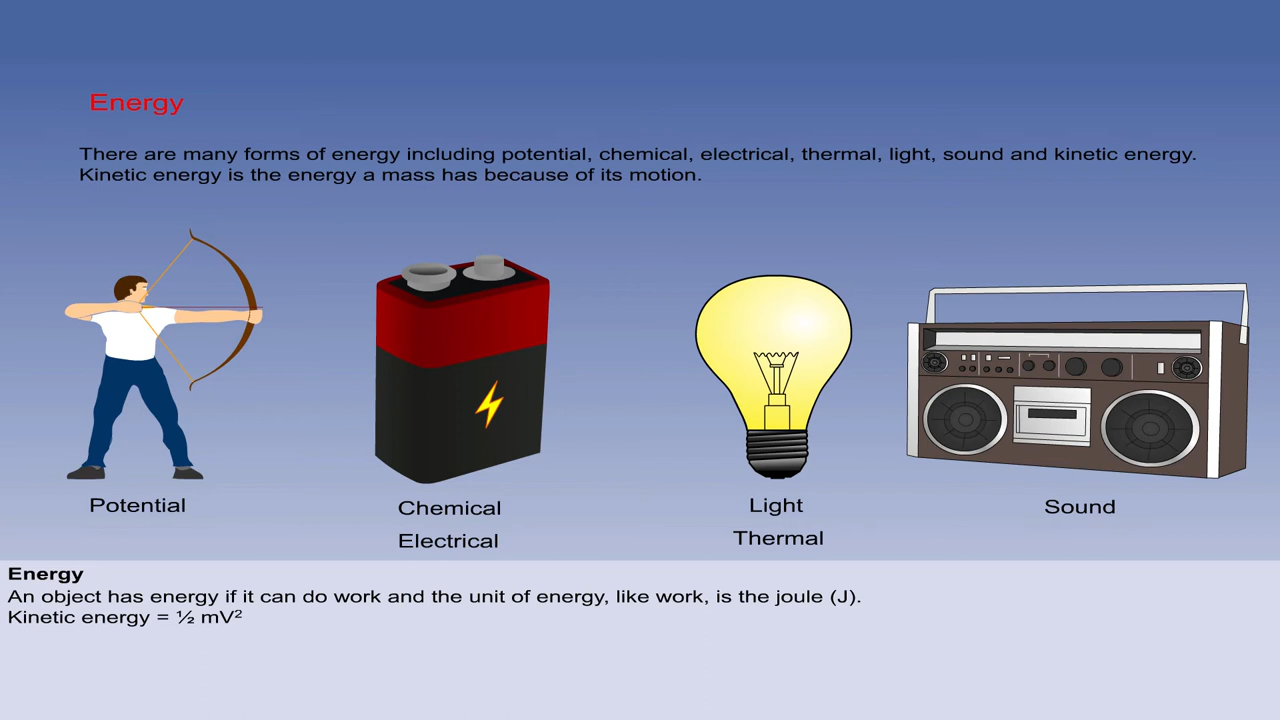 Energy
There are many forms of energy including potential, chemical, electrical, thermal, light, sound and kinetic energy.
Kinetic energy is the energy a mass has because of its motion.
Potential
Chemical
Electrical
Light
Thermal
Sound
Energy
An object has energy if it can do work and the unit of energy, like work, is the joule (J).
Kinetic energy = ½ mV²